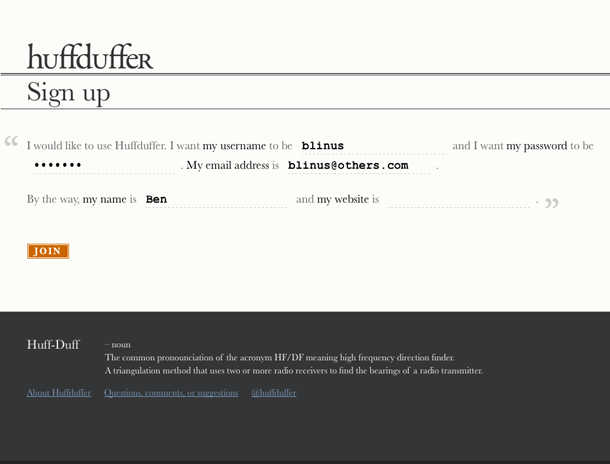 huffduffer
Sign up
“ I would like to use Huffduffer. I want my username to be blinus and I want my password to be
••••••• . My email address is blinus@others.com .
By the way, my name is Ben and my website is . ”
JOIN
Huff-Duff – noun
The common pronounciation of the acronym HF/DF meaning high frequency direction finder.
A triangulation method that uses two or more radio receivers to find the bearings of a radio transmitter.
About Huffduffer Questions, comments, or suggestions @huffduffer